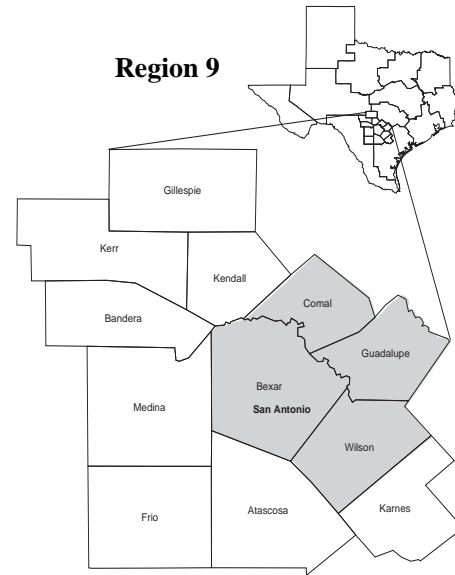 Region 9
Gillespie
Kerr
Kendall
Comal
Bandera
Guadalupe
Bexar
San Antonio
Medina
Wilson
Frio
Atascosa
Karnes